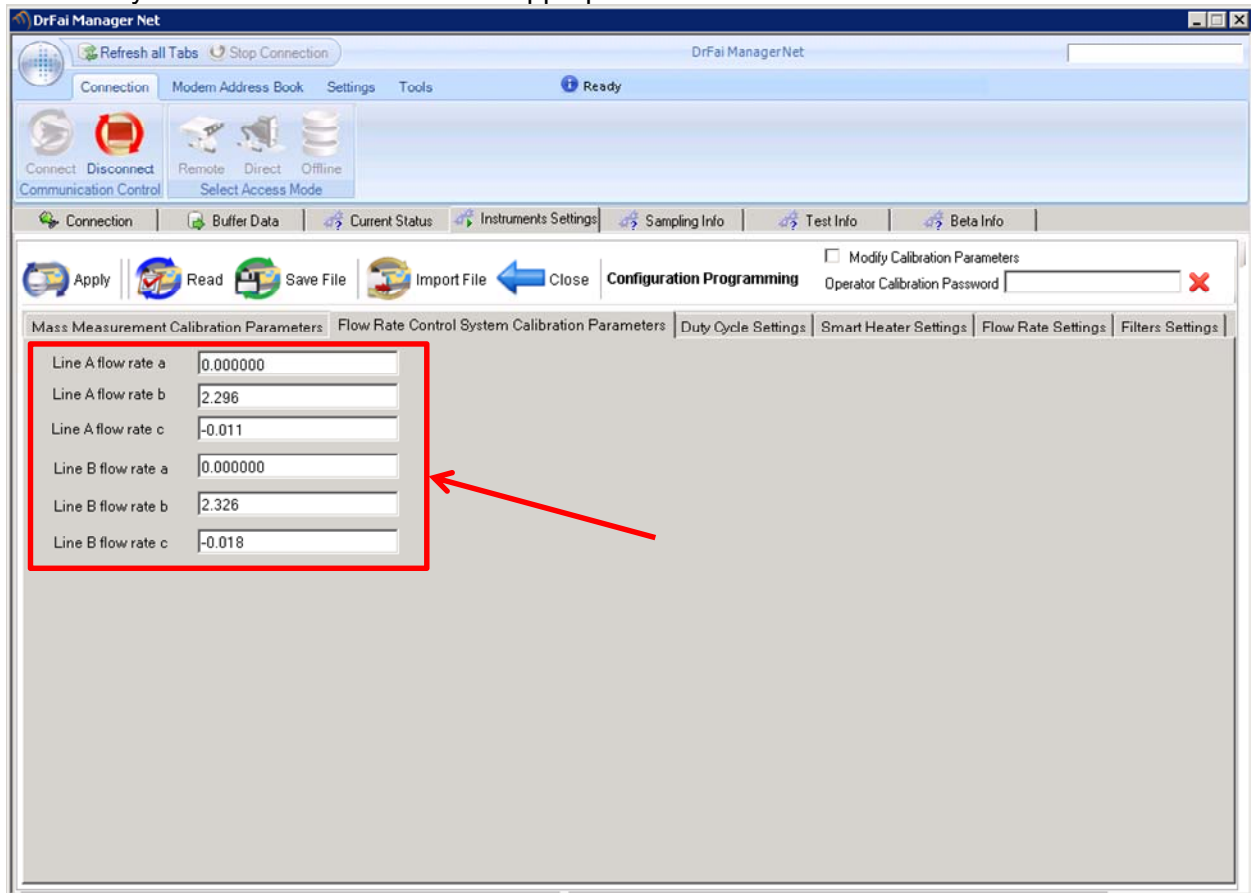 DrFai Manager Net
Refresh all Tabs Stop Connection DrFai ManagerNet
Connection Modem Address Book Settings Tools Ready
Connect Disconnect Remote Direct Offline
Communication Control Select Access Mode
Connection Buffer Data Current Status Instruments Settings Sampling Info Test Info Beta Info
Modify Calibration Parameters
Apply Read Save File Import File Close Configuration Programming
Operator Calibration Password
Mass Measurement Calibration Parameters Flow Rate Control System Calibration Parameters Duty Cycle Settings Smart Heater Settings Flow Rate Settings Filters Settings
Line A flow rate a 0.000000
Line A flow rate b 2.296
Line A flow rate c -0.011
Line B flow rate a 0.000000
Line B flow rate b 2.326
Line B flow rate c -0.018